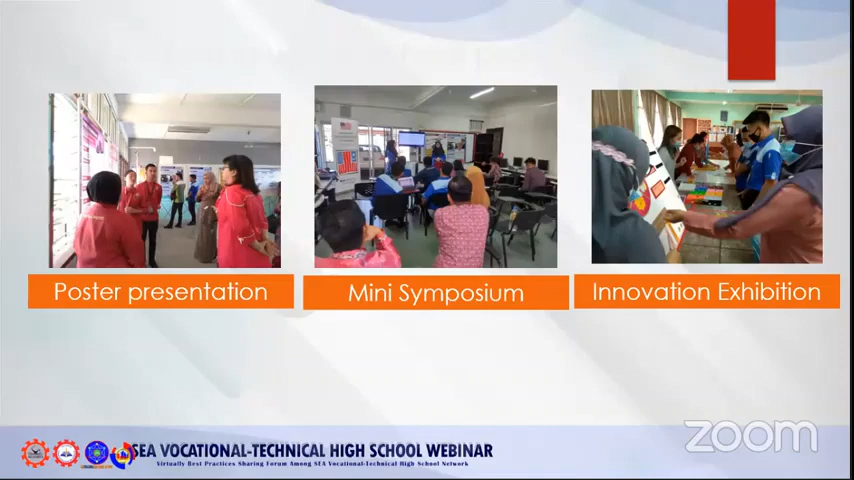 Poster presentation
Mini Symposium
Innovation Exhibition
SEA VOCATIONAL-TECHNICAL HIGH SCHOOL WEBINAR
Virtually Best Practices Sharing Forum Among SEA Vocational-Technical High School Network
zoom